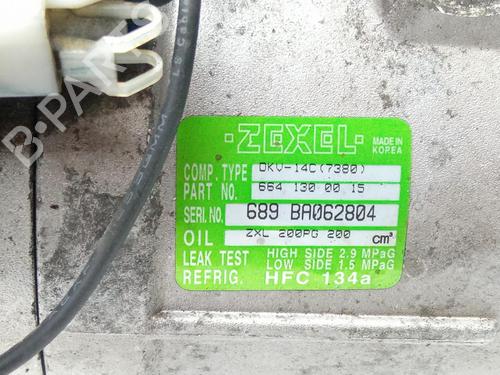 -ZEXEL-
MADE IN
KOREA
COMP. TYPE DKV-14C(7380)
PART NO. 664 130 00 15
SERI.NO. 689 BA062804
OIL ZXL 200PG 200 cm³
LEAK TEST HIGH SIDE 2.9 MPaG
LOW SIDE 1.5 MPaG
REFRIG. HFC 134a
B-PARTS